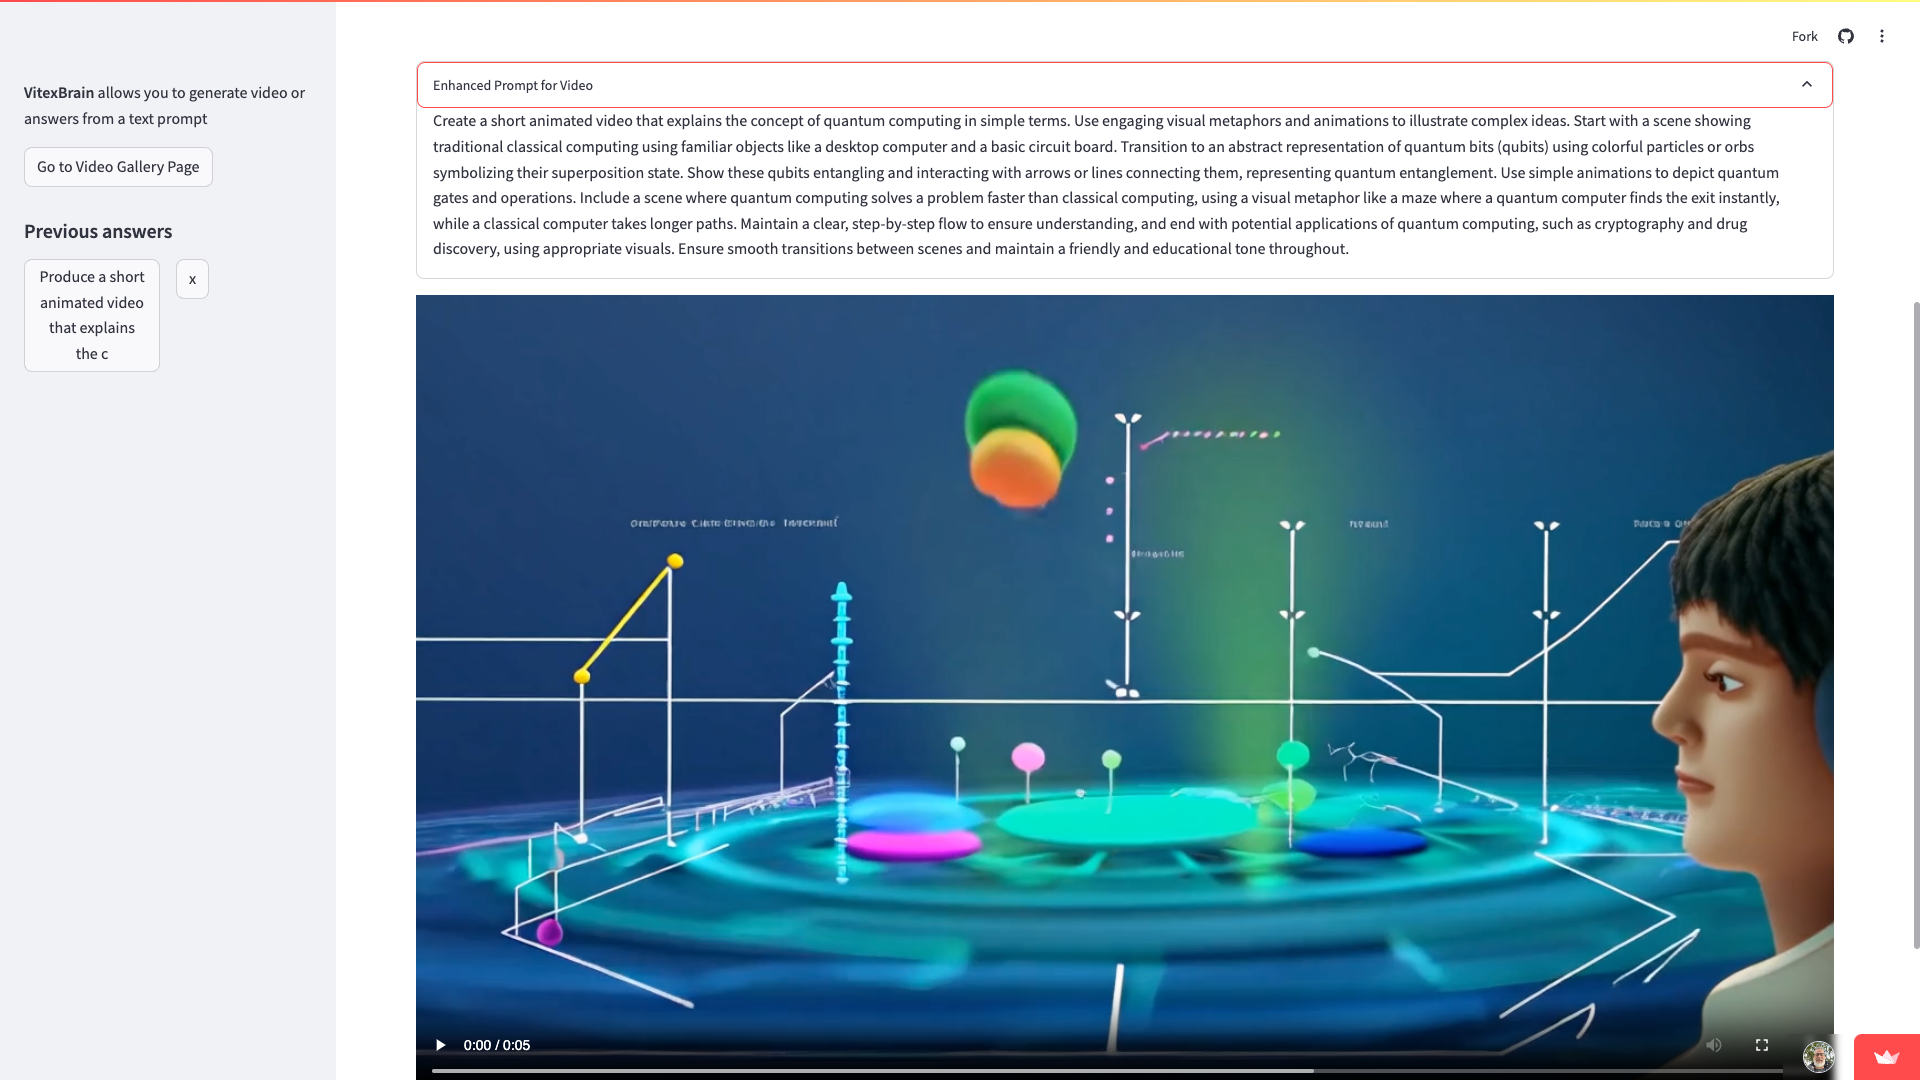 Fork
VitexBrain allows you to generate video or
answers from a text prompt
Go to Video Gallery Page
Previous answers
Produce a short
animated video
that explains
the c
x
Enhanced Prompt for Video
Create a short animated video that explains the concept of quantum computing in simple terms. Use engaging visual metaphors and animations to illustrate complex ideas. Start with a scene showing
traditional classical computing using familiar objects like a desktop computer and a basic circuit board. Transition to an abstract representation of quantum bits (qubits) using colorful particles or orbs
symbolizing their superposition state. Show these qubits entangling and interacting with arrows or lines connecting them, representing quantum entanglement. Use simple animations to depict quantum
gates and operations. Include a scene where quantum computing solves a problem faster than classical computing, using a visual metaphor like a maze where a quantum computer finds the exit instantly,
while a classical computer takes longer paths. Maintain a clear, step-by-step flow to ensure understanding, and end with potential applications of quantum computing, such as cryptography and drug
discovery, using appropriate visuals. Ensure smooth transitions between scenes and maintain a friendly and educational tone throughout.
0:00 / 0:05